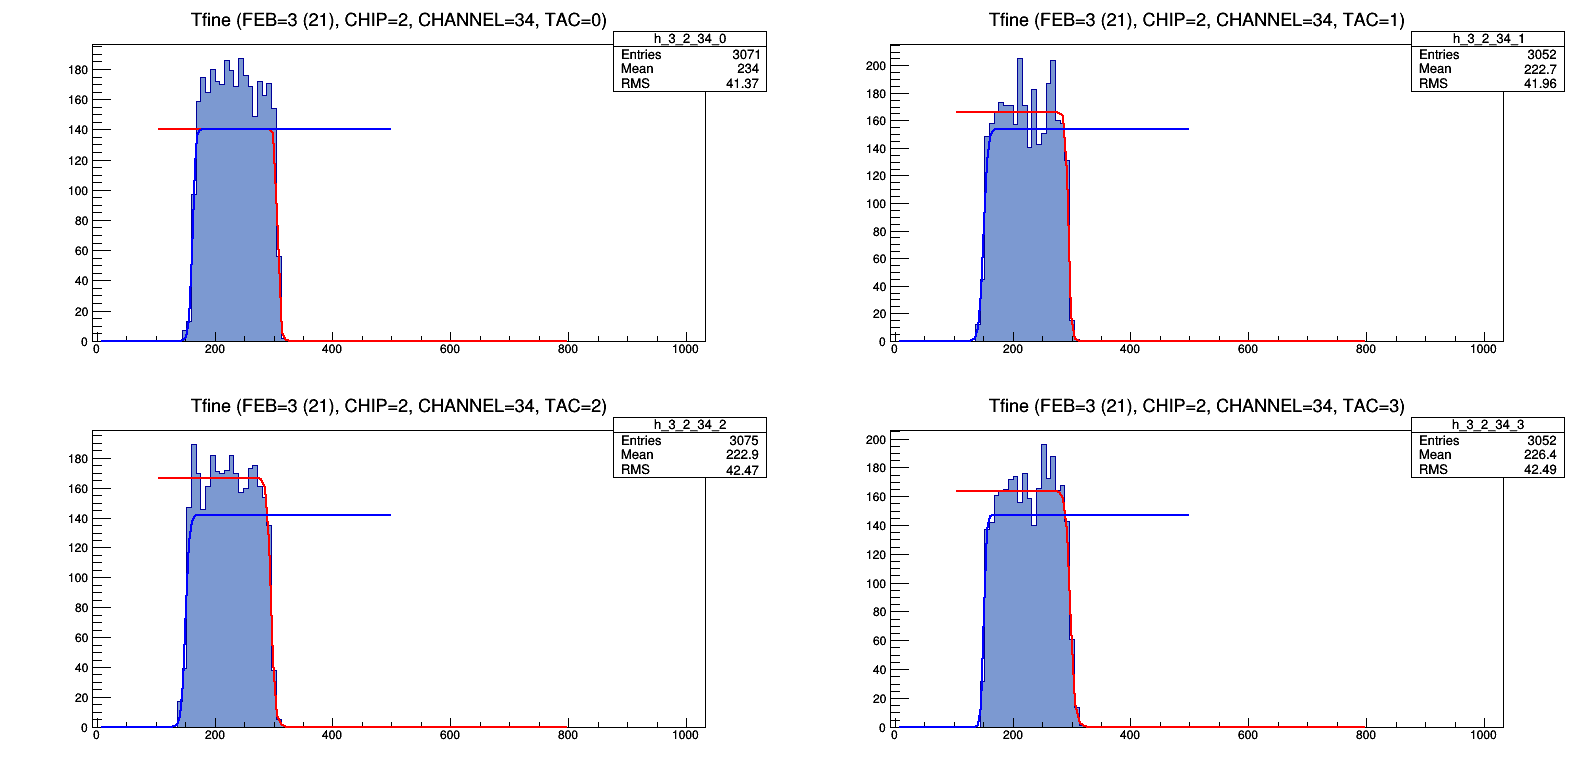 Tfine (FEB=3 (21), CHIP=2, CHANNEL=34, TAC=0)
h_3_2_34_0
Entries 3071
Mean 234
RMS 41.37
180
160
140
120
100
80
60
40
20
0
0 200 400 600 800 1000
Tfine (FEB=3 (21), CHIP=2, CHANNEL=34, TAC=1)
h_3_2_34_1
Entries 3052
Mean 222.7
RMS 41.96
200
180
160
140
120
100
80
60
40
20
0
0 200 400 600 800 1000
Tfine (FEB=3 (21), CHIP=2, CHANNEL=34, TAC=2)
h_3_2_34_2
Entries 3075
Mean 222.9
RMS 42.47
180
160
140
120
100
80
60
40
20
0
0 200 400 600 800 1000
Tfine (FEB=3 (21), CHIP=2, CHANNEL=34, TAC=3)
h_3_2_34_3
Entries 3052
Mean 226.4
RMS 42.49
200
180
160
140
120
100
80
60
40
20
0
0 200 400 600 800 1000